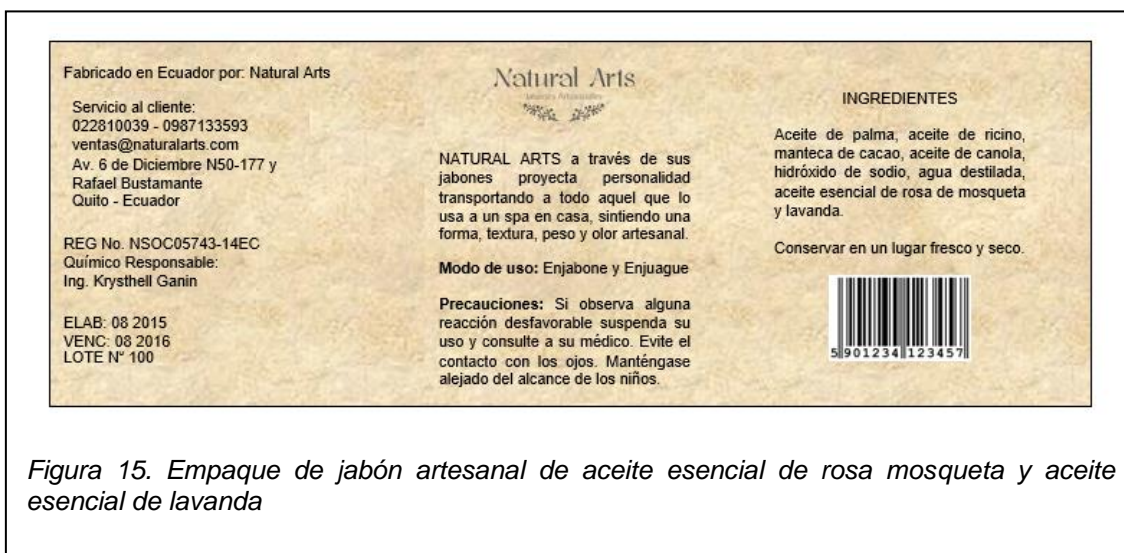 Fabricado en Ecuador por: Natural Arts
Servicio al cliente:
022810039 - 0987133593
ventas@naturalarts.com
Av. 6 de Diciembre N50-177 y
Rafael Bustamante
Quito - Ecuador
REG No. NSOC05743-14EC
Químico Responsable:
Ing. Krysthell Ganin
ELAB: 08 2015
VENC: 08 2016
LOTE N° 100
Natural Arts
NATURAL ARTS a través de sus
jabones proyecta personalidad
transportando a todo aquel que lo
usa a un spa en casa, sintiendo una
forma, textura, peso y olor artesanal.
Modo de uso: Enjabone y Enjuague
Precauciones: Si observa alguna
reacción desfavorable suspenda su
uso y consulte a su médico. Evite el
contacto con los ojos. Manténgase
alejado del alcance de los niños.
INGREDIENTES
Aceite de palma, aceite de ricino,
manteca de cacao, aceite de canola,
hidróxido de sodio, agua destilada,
aceite esencial de rosa de mosqueta
y lavanda.
Conservar en un lugar fresco y seco.
5 901234 123457
Figura 15. Empaque de jabón artesanal de aceite esencial de rosa mosqueta y aceite
esencial de lavanda